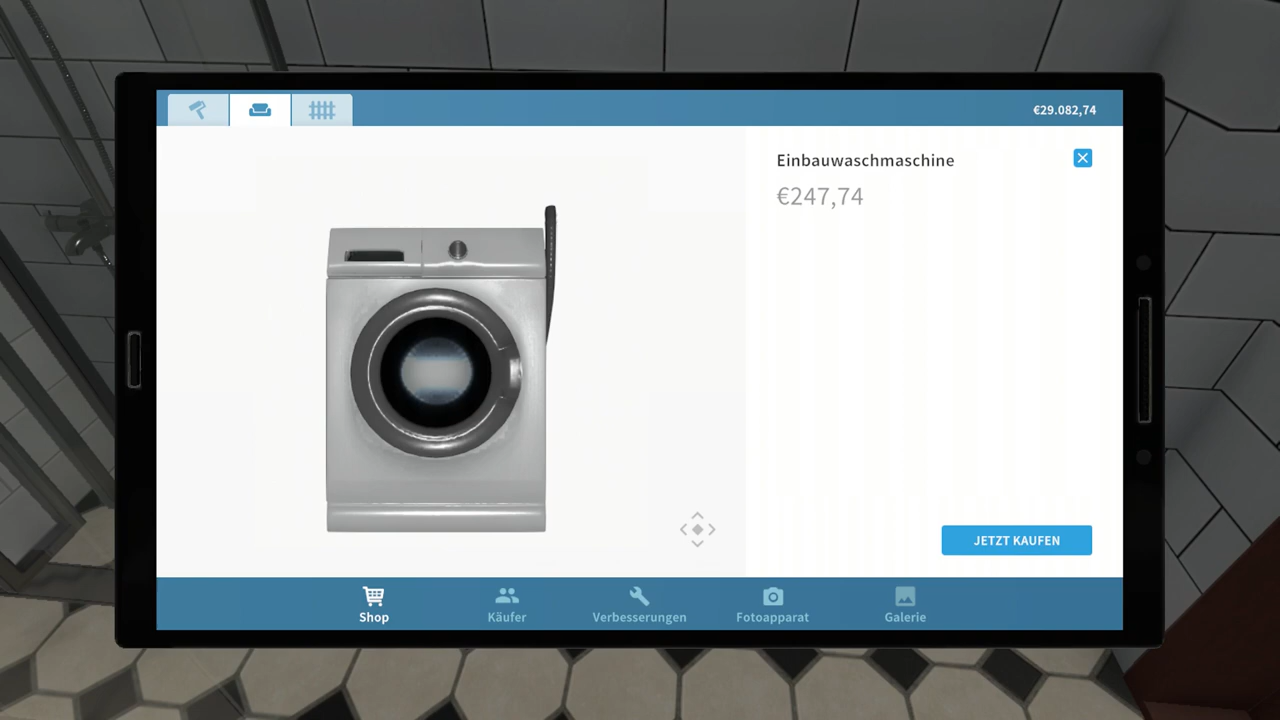 €29.082,74
Einbauwaschmaschine
€247,74
JETZT KAUFEN
Shop
Käufer
Verbesserungen
Fotoapparat
Galerie